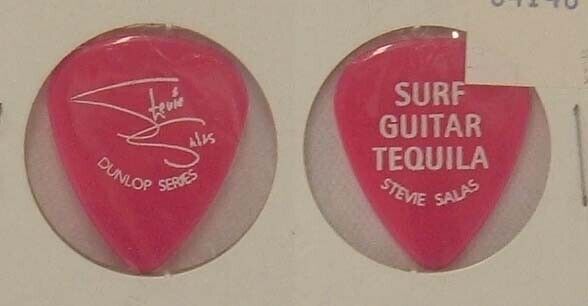 Stevie
Salas
DUNLOP SERIES
SURF
GUITAR
TEQUILA
STEVIE SALAS